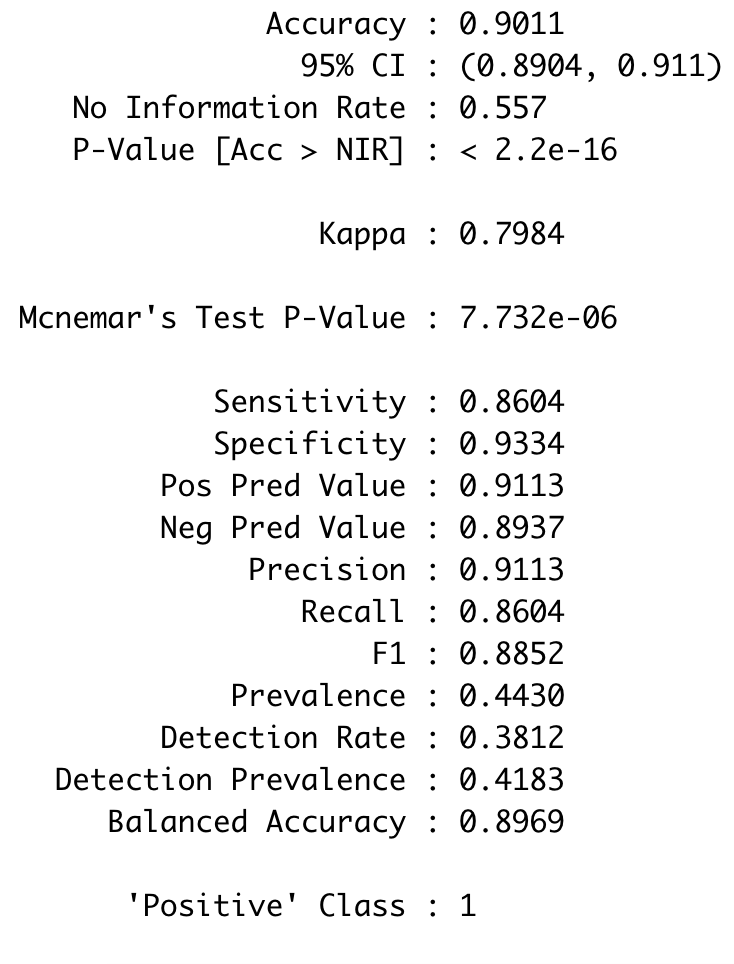 Accuracy : 0.9011
95% CI : (0.8904, 0.911)
No Information Rate : 0.557
P-Value [Acc > NIR] : < 2.2e-16
Kappa : 0.7984
Mcnemar's Test P-Value : 7.732e-06
Sensitivity : 0.8604
Specificity : 0.9334
Pos Pred Value : 0.9113
Neg Pred Value : 0.8937
Precision : 0.9113
Recall : 0.8604
F1 : 0.8852
Prevalence : 0.4430
Detection Rate : 0.3812
Detection Prevalence : 0.4183
Balanced Accuracy : 0.8969
'Positive' Class : 1